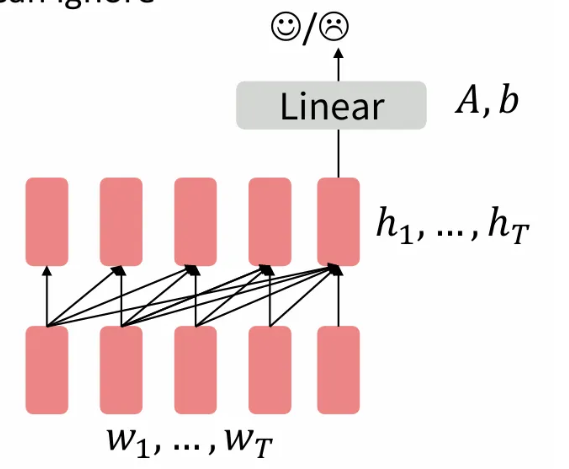 can ignore
☺/☹
Linear
A, b
h₁, … , h_T
w₁, … , w_T